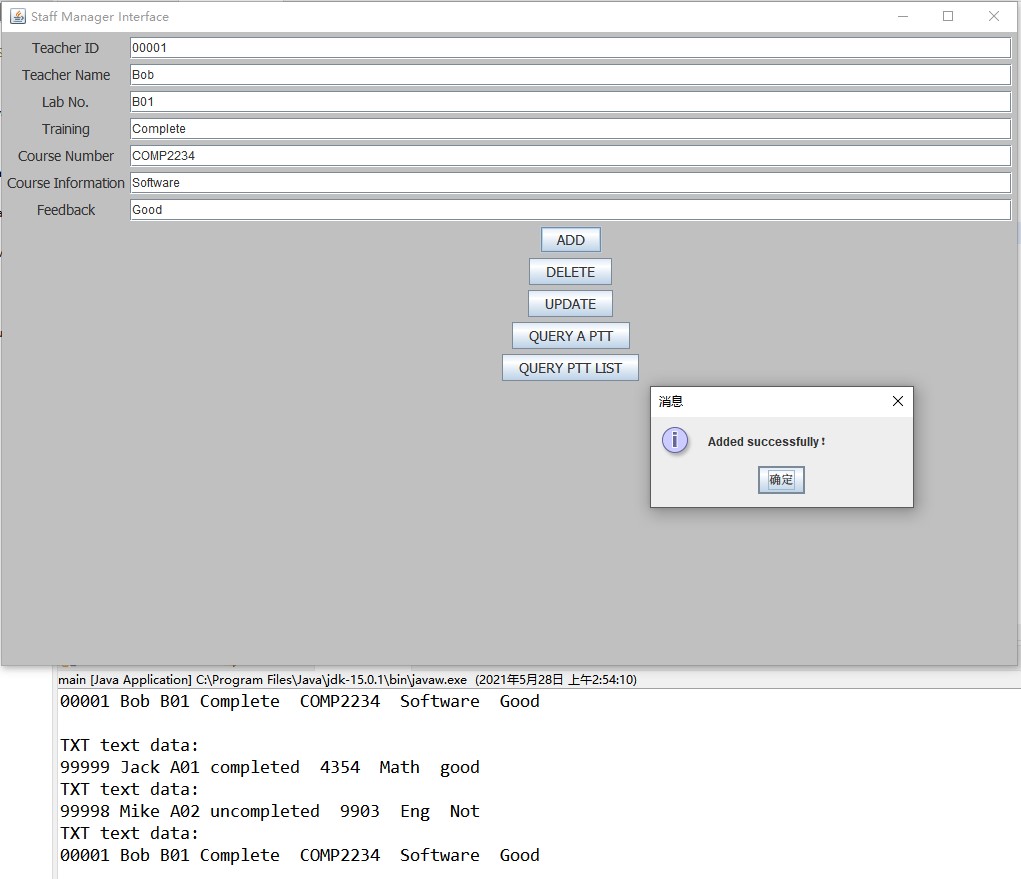 Staff Manager Interface
Teacher ID 00001
Teacher Name Bob
Lab No. B01
Training Complete
Course Number COMP2234
Course Information Software
Feedback Good
ADD
DELETE
UPDATE
QUERY A PTT
QUERY PTT LIST
消息
Added successfully!
确定
main [Java Application] C:\Program Files\Java\jdk-15.0.1\bin\javaw.exe (2021年5月28日 上午2:54:10)
00001 Bob B01 Complete  COMP2234  Software  Good
TXT text data:
99999 Jack A01 completed  4354  Math  good
TXT text data:
99998 Mike A02 uncompleted  9903  Eng  Not
TXT text data:
00001 Bob B01 Complete  COMP2234  Software  Good